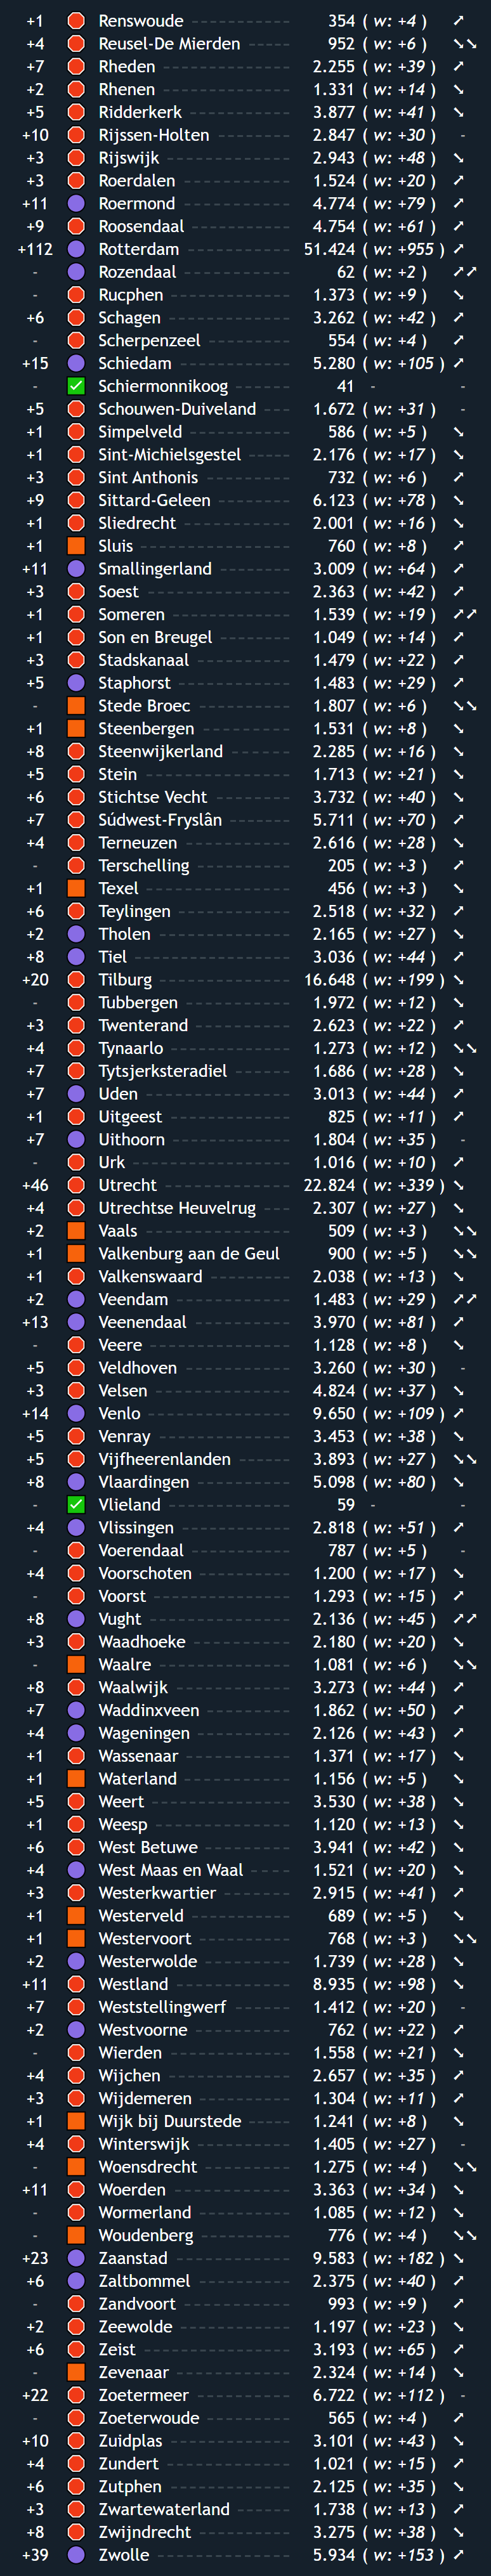 +1 Renswoude 354 ( w: +4 ) ➚
+4 Reusel-De Mierden 952 ( w: +6 ) ➘➘
+7 Rheden 2.255 ( w: +39 ) ➚
+2 Rhenen 1.331 ( w: +14 ) ➘
+5 Ridderkerk 3.877 ( w: +41 ) ➘
+10 Rijssen-Holten 2.847 ( w: +30 ) -
+3 Rijswijk 2.943 ( w: +48 ) ➘
+3 Roerdalen 1.524 ( w: +20 ) ➚
+11 Roermond 4.774 ( w: +79 ) ➚
+9 Roosendaal 4.754 ( w: +61 ) ➚
+112 Rotterdam 51.424 ( w: +955 ) ➚
- Rozendaal 62 ( w: +2 ) ➚➚
- Rucphen 1.373 ( w: +9 ) ➘
+6 Schagen 3.262 ( w: +42 ) ➚
- Scherpenzeel 554 ( w: +4 ) ➚
+15 Schiedam 5.280 ( w: +105 ) ➚
- Schiermonnikoog 41 - -
+5 Schouwen-Duiveland 1.672 ( w: +31 ) -
+1 Simpelveld 586 ( w: +5 ) ➘
+1 Sint-Michielsgestel 2.176 ( w: +17 ) ➘
+3 Sint Anthonis 732 ( w: +6 ) ➚
+9 Sittard-Geleen 6.123 ( w: +78 ) ➘
+1 Sliedrecht 2.001 ( w: +16 ) ➘
+1 Sluis 760 ( w: +8 ) ➚
+11 Smallingerland 3.009 ( w: +64 ) ➚
+3 Soest 2.363 ( w: +42 ) ➚
+1 Someren 1.539 ( w: +19 ) ➚➚
+1 Son en Breugel 1.049 ( w: +14 ) ➚
+3 Stadskanaal 1.479 ( w: +22 ) ➚
+5 Staphorst 1.483 ( w: +29 ) ➚
- Stede Broec 1.807 ( w: +6 ) ➘➘
+1 Steenbergen 1.531 ( w: +8 ) ➘
+8 Steenwijkerland 2.285 ( w: +16 ) ➘
+5 Stein 1.713 ( w: +21 ) ➘
+6 Stichtse Vecht 3.732 ( w: +40 ) ➘
+7 Súdwest-Fryslân 5.711 ( w: +70 ) ➚
+4 Terneuzen 2.616 ( w: +28 ) ➘
- Terschelling 205 ( w: +3 ) ➚
+1 Texel 456 ( w: +3 ) ➘
+6 Teylingen 2.518 ( w: +32 ) ➚
+2 Tholen 2.165 ( w: +27 ) ➘
+8 Tiel 3.036 ( w: +44 ) ➚
+20 Tilburg 16.648 ( w: +199 ) ➘
- Tubbergen 1.972 ( w: +12 ) ➘
+3 Twenterand 2.623 ( w: +22 ) ➚
+4 Tynaarlo 1.273 ( w: +12 ) ➘➘
+7 Tytsjerksteradiel 1.686 ( w: +28 ) ➘
+7 Uden 3.013 ( w: +44 ) ➚
+1 Uitgeest 825 ( w: +11 ) ➚
+7 Uithoorn 1.804 ( w: +35 ) -
- Urk 1.016 ( w: +10 ) ➚
+46 Utrecht 22.824 ( w: +339 ) ➘
+4 Utrechtse Heuvelrug 2.307 ( w: +27 ) ➘
+2 Vaals 509 ( w: +3 ) ➘➘
+1 Valkenburg aan de Geul 900 ( w: +5 ) ➘➘
+1 Valkenswaard 2.038 ( w: +13 ) ➘
+2 Veendam 1.483 ( w: +29 ) ➚➚
+13 Veenendaal 3.970 ( w: +81 ) ➚
- Veere 1.128 ( w: +8 ) ➘
+5 Veldhoven 3.260 ( w: +30 ) -
+3 Velsen 4.824 ( w: +37 ) ➘
+14 Venlo 9.650 ( w: +109 ) ➚
+5 Venray 3.453 ( w: +38 ) ➘
+5 Vijfheerenlanden 3.893 ( w: +27 ) ➘➘
+8 Vlaardingen 5.098 ( w: +80 ) ➘
- Vlieland 59 - -
+4 Vlissingen 2.818 ( w: +51 ) ➚
- Voerendaal 787 ( w: +5 ) -
+4 Voorschoten 1.200 ( w: +17 ) ➘
- Voorst 1.293 ( w: +15 ) ➚
+8 Vught 2.136 ( w: +45 ) ➚➚
+3 Waadhoeke 2.180 ( w: +20 ) ➘
- Waalre 1.081 ( w: +6 ) ➘➘
+8 Waalwijk 3.273 ( w: +44 ) ➚
+7 Waddinxveen 1.862 ( w: +50 ) ➚
+4 Wageningen 2.126 ( w: +43 ) ➚
+1 Wassenaar 1.371 ( w: +17 ) ➘
+1 Waterland 1.156 ( w: +5 ) ➘
+5 Weert 3.530 ( w: +38 ) ➘
+1 Weesp 1.120 ( w: +13 ) ➘
+6 West Betuwe 3.941 ( w: +42 ) ➘
+4 West Maas en Waal 1.521 ( w: +20 ) ➘
+3 Westerkwartier 2.915 ( w: +41 ) ➚
+1 Westerveld 689 ( w: +5 ) ➘
+1 Westervoort 768 ( w: +3 ) ➘➘
+2 Westerwolde 1.739 ( w: +28 ) ➘
+11 Westland 8.935 ( w: +98 ) ➘
+7 Weststellingwerf 1.412 ( w: +20 ) -
+2 Westvoorne 762 ( w: +22 ) ➚
- Wierden 1.558 ( w: +21 ) ➘
+4 Wijchen 2.657 ( w: +35 ) ➚
+3 Wijdemeren 1.304 ( w: +11 ) ➚
+1 Wijk bij Duurstede 1.241 ( w: +8 ) ➘
+4 Winterswijk 1.405 ( w: +27 ) -
- Woensdrecht 1.275 ( w: +4 ) ➘➘
+11 Woerden 3.363 ( w: +34 ) ➘
- Wormerland 1.085 ( w: +12 ) ➘
- Woudenberg 776 ( w: +4 ) ➘➘
+23 Zaanstad 9.583 ( w: +182 ) ➘
+6 Zaltbommel 2.375 ( w: +40 ) ➚
- Zandvoort 993 ( w: +9 ) ➚
+2 Zeewolde 1.197 ( w: +23 ) ➘
+6 Zeist 3.193 ( w: +65 ) ➚
- Zevenaar 2.324 ( w: +14 ) ➘
+22 Zoetermeer 6.722 ( w: +112 ) -
- Zoeterwoude 565 ( w: +4 ) ➚
+10 Zuidplas 3.101 ( w: +43 ) ➘
+4 Zundert 1.021 ( w: +15 ) ➚
+6 Zutphen 2.125 ( w: +35 ) ➘
+3 Zwartewaterland 1.738 ( w: +13 ) ➚
+8 Zwijndrecht 3.275 ( w: +38 ) ➘
+39 Zwolle 5.934 ( w: +153 ) ➚